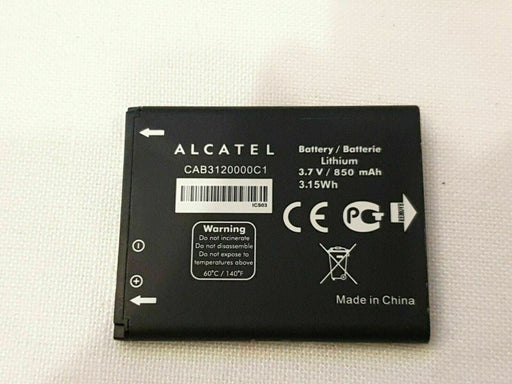 ALCATEL
CAB3120000C1
ICS03
Warning
Do not incinerate
Do not disassemble
Do not expose to
temperatures above
60°C / 140°F
Battery / Batterie
Lithium
3.7 V / 850 mAh
3.15Wh
CE
Made in China